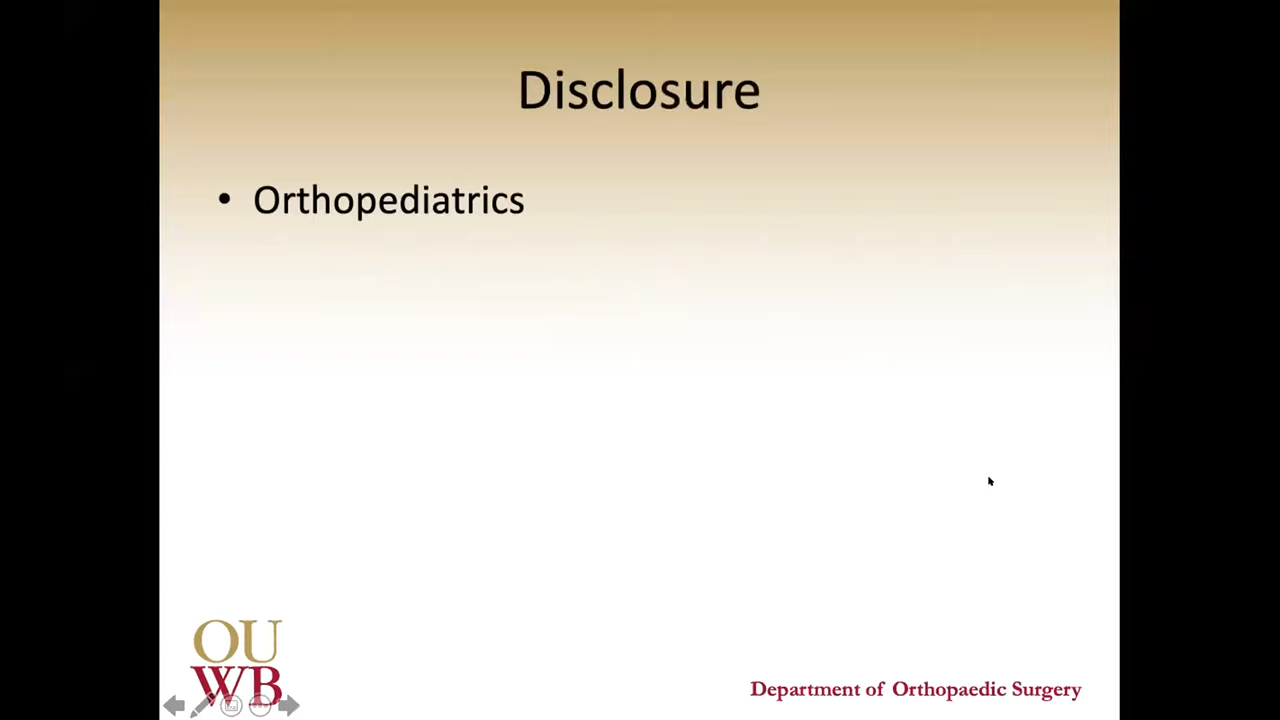 Disclosure
• Orthopediatrics
OU
WB
Department of Orthopaedic Surgery